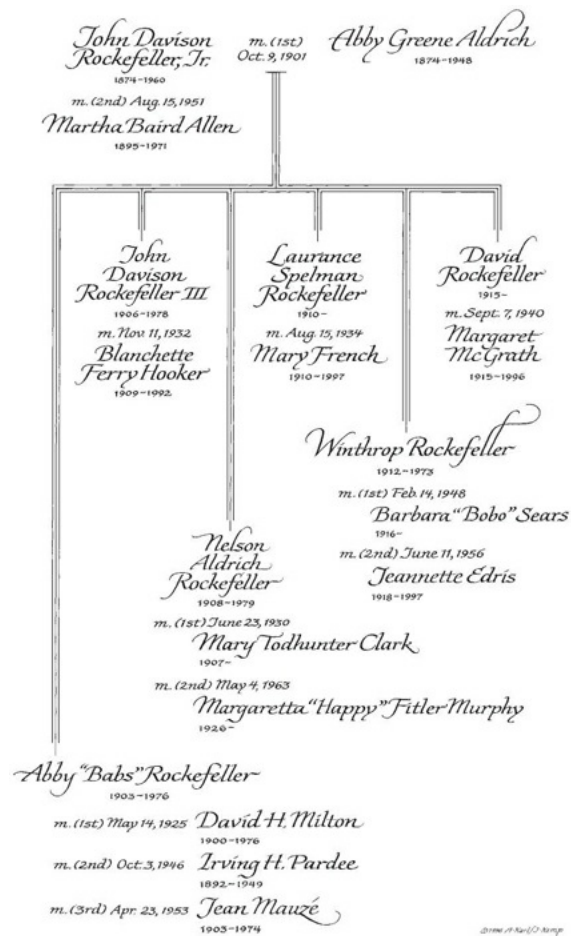 John Davison
Rockefeller, Jr.
1874–1960
m. (1st)
Oct. 9, 1901
Abby Greene Aldrich
1874–1948
m. (2nd) Aug. 15, 1951
Martha Baird Allen
1895–1971
John
Davison
Rockefeller III
1906–1978
m. Nov 11, 1932
Blanchette
Ferry Hooker
1909–1992
Laurance
Spelman
Rockefeller
1910–
m. Aug. 15, 1934
Mary French
1910–1997
David
Rockefeller
1915–
m. Sept. 7, 1940
Margaret
McGrath
1915–1996
Winthrop Rockefeller
1912–1973
m. (1st) Feb. 14, 1948
Barbara "Bobo" Sears
1916–
m. (2nd) June 11, 1956
Jeannette Edris
1918–1997
Nelson
Aldrich
Rockefeller
1908–1979
m. (1st) June 23, 1930
Mary Todhunter Clark
1907–
m. (2nd) May 4, 1963
Margaretta "Happy" Fitler Murphy
1926–
Abby "Babs" Rockefeller
1903–1976
m. (1st) May 14, 1925 David H. Milton
1900–1976
m. (2nd) Oct. 3, 1946 Irving H. Pardee
1892–1949
m. (3rd) Apr. 23, 1953 Jean Mauzé
1903–1974